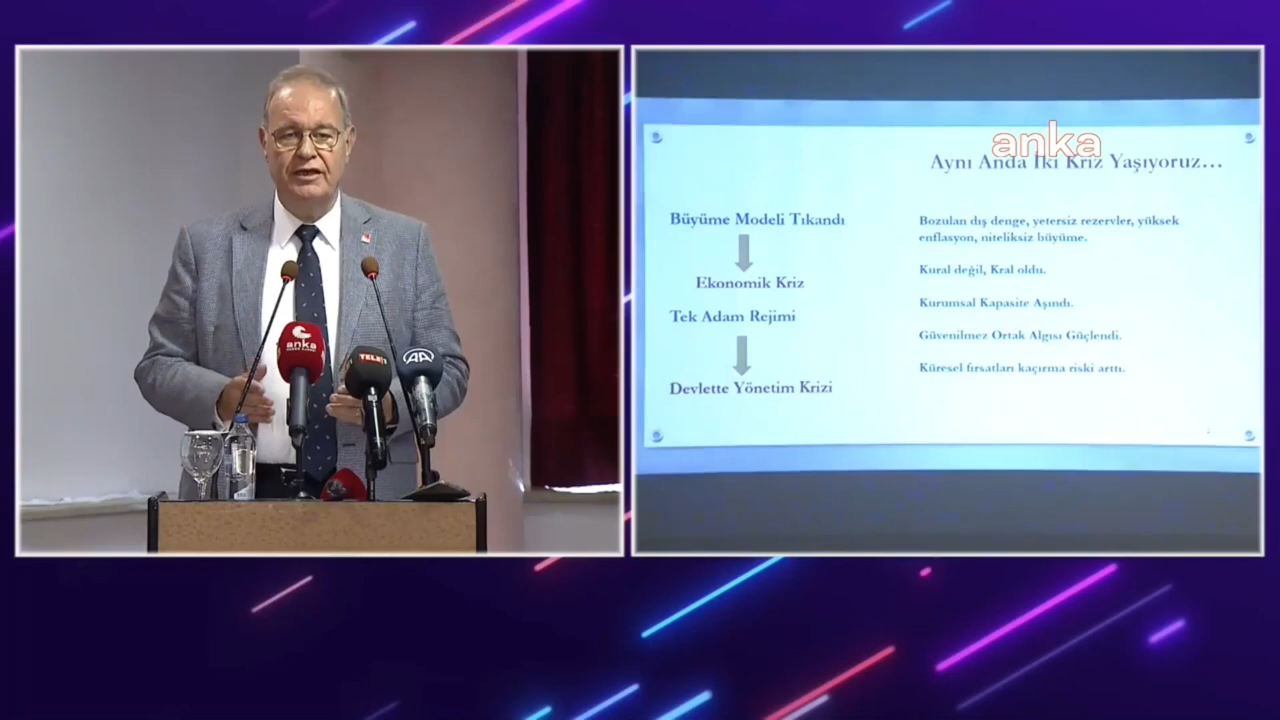 anka
Aynı Anda İki Kriz Yaşıyoruz…
Büyüme Modeli Tıkandı
Ekonomik Kriz
Tek Adam Rejimi
Devlette Yönetim Krizi
Bozulan dış denge, yetersiz rezervler, yüksek
enflasyon, niteliksiz büyüme.
Kural değil, Kral oldu.
Kurumsal Kapasite Aşındı.
Güvenilmez Ortak Algısı Güçlendi.
Küresel fırsatları kaçırma riski arttı.
anka
TELE1
AA